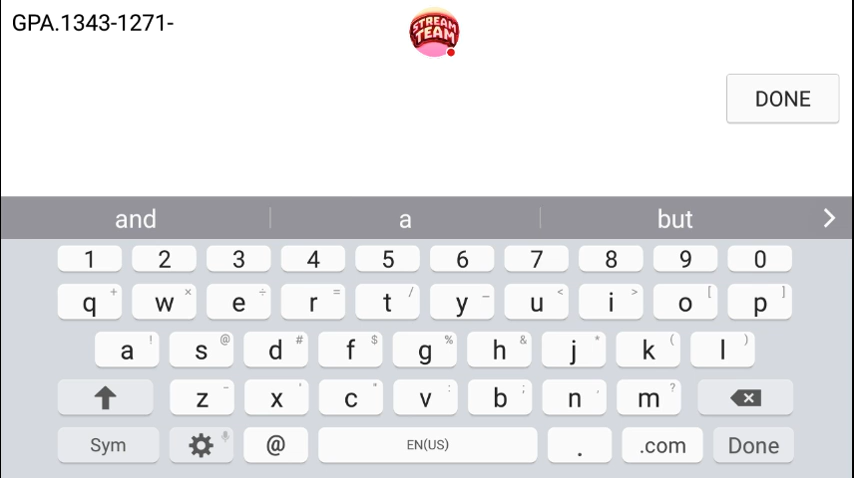 GPA.1343-1271-
STREAM
TEAM
DONE
and a but
1 2 3 4 5 6 7 8 9 0
q + w × e ÷ r = t / y _ u < i > o [ p ]
a ! s @ d # f $ g % h & j * k ( l )
z - x ' c " v : b ; n , m ?
Sym @ EN(US) . .com Done